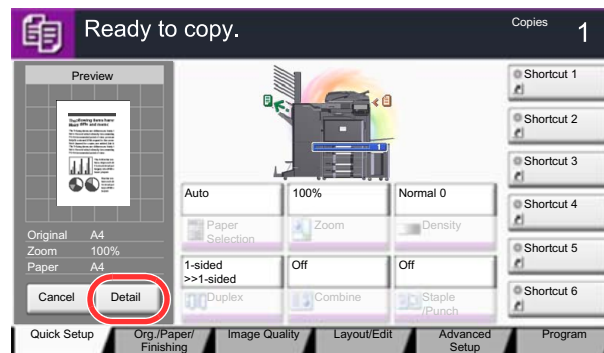 Ready to copy.
Copies 1
Preview
Original A4
Zoom 100%
Paper A4
Cancel
Detail
1
Auto
Paper
Selection
100%
Zoom
Normal 0
Density
1-sided
>>1-sided
Duplex
Off
Combine
Off
Staple
/Punch
Shortcut 1
Shortcut 2
Shortcut 3
Shortcut 4
Shortcut 5
Shortcut 6
Quick Setup
Org./Paper/
Finishing
Image Quality
Layout/Edit
Advanced
Setup
Program